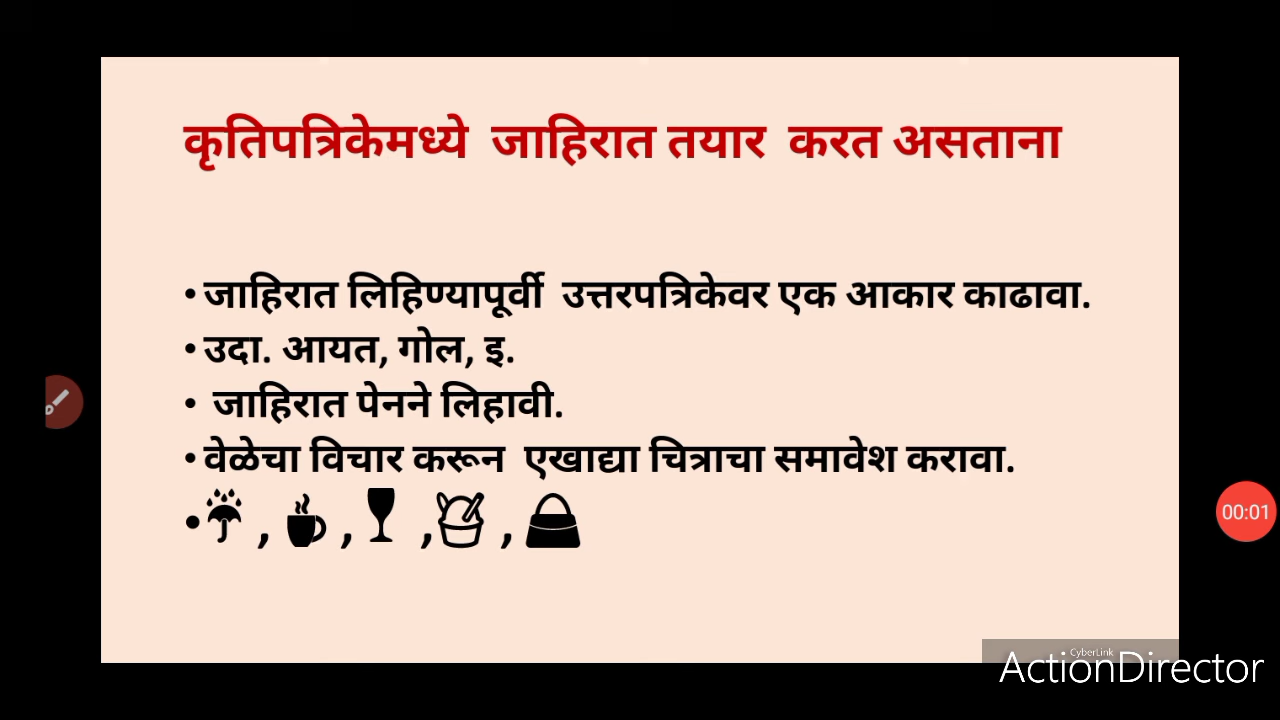 कृतिपत्रिकेमध्ये जाहिरात तयार करत असताना
• जाहिरात लिहिण्यापूर्वी उत्तरपत्रिकेवर एक आकार काढावा.
• उदा. आयत, गोल, इ.
• जाहिरात पेनने लिहावी.
• वेळेचा विचार करून एखाद्या चित्राचा समावेश करावा.
• , , , ,
00:01
CyberLink
ActionDirector